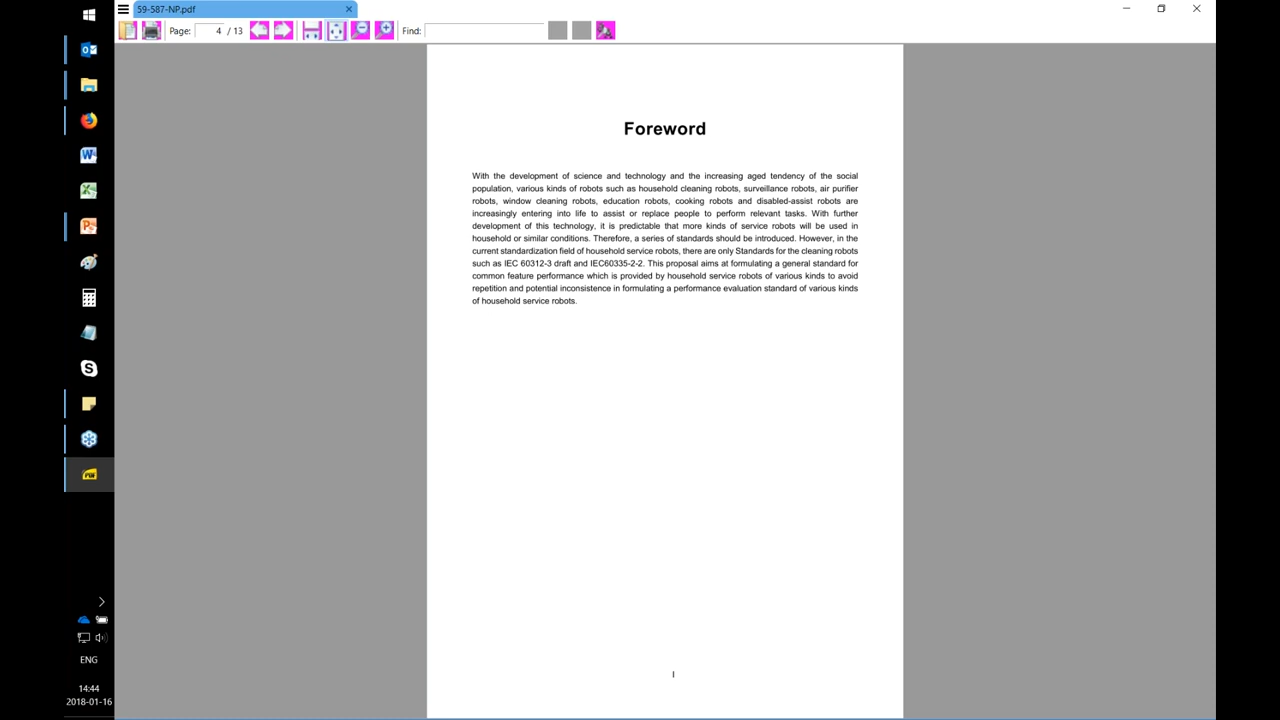 59-587-NP.pdf
Page: 4 / 13
Find:
Foreword
With the development of science and technology and the increasing aged tendency of the social
population, various kinds of robots such as household cleaning robots, surveillance robots, air purifier
robots, window cleaning robots, education robots, cooking robots and disabled-assist robots are
increasingly entering into life to assist or replace people to perform relevant tasks. With further
development of this technology, it is predictable that more kinds of service robots will be used in
household or similar conditions. Therefore, a series of standards should be introduced. However, in the
current standardization field of household service robots, there are only Standards for the cleaning robots
such as IEC 60312-3 draft and IEC60335-2-2. This proposal aims at formulating a general standard for
common feature performance which is provided by household service robots of various kinds to avoid
repetition and potential inconsistence in formulating a performance evaluation standard of various kinds
of household service robots.
I
ENG
14:44
2018-01-16